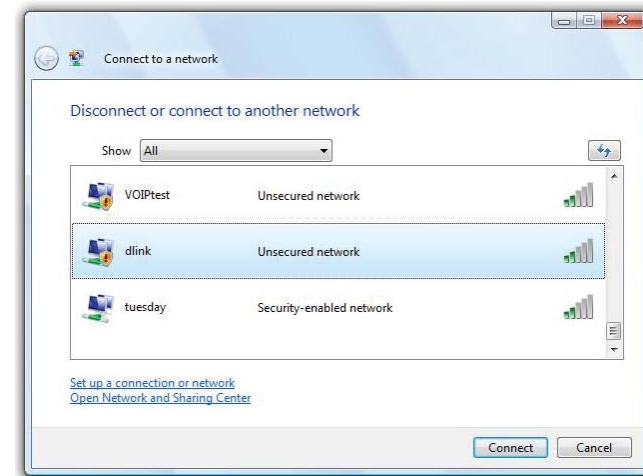 Connect to a network
Disconnect or connect to another network
Show All
VOIPtest Unsecured network
dlink Unsecured network
tuesday Security-enabled network
Set up a connection or network
Open Network and Sharing Center
Connect Cancel